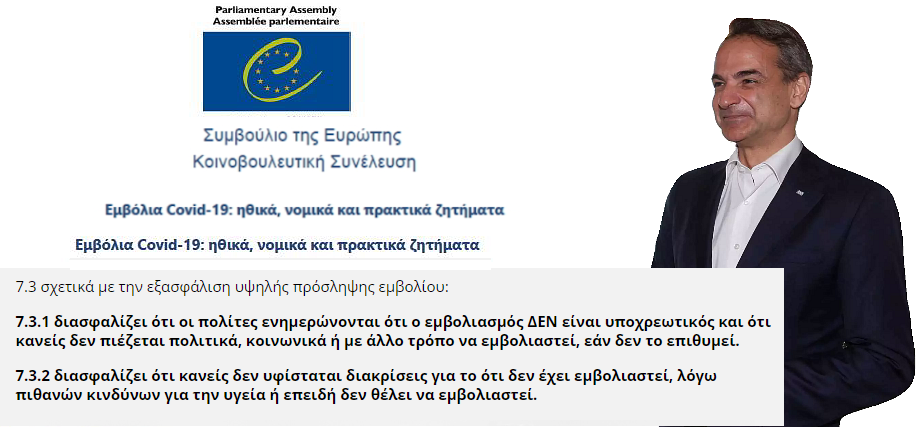 Parliamentary Assembly
Assemblée parlementaire
Συμβούλιο της Ευρώπης
Κοινοβουλευτική Συνέλευση
Εμβόλια Covid-19: ηθικά, νομικά και πρακτικά ζητήματα
Εμβόλια Covid-19: ηθικά, νομικά και πρακτικά ζητήματα
7.3 σχετικά με την εξασφάλιση υψηλής πρόσληψης εμβολίου:
7.3.1 διασφαλίζει ότι οι πολίτες ενημερώνονται ότι ο εμβολιασμός ΔΕΝ είναι υποχρεωτικός και ότι
κανείς δεν πιέζεται πολιτικά, κοινωνικά ή με άλλο τρόπο να εμβολιαστεί, εάν δεν το επιθυμεί.
7.3.2 διασφαλίζει ότι κανείς δεν υφίσταται διακρίσεις για το ότι δεν έχει εμβολιαστεί, λόγω
πιθανών κινδύνων για την υγεία ή επειδή δεν θέλει να εμβολιαστεί.